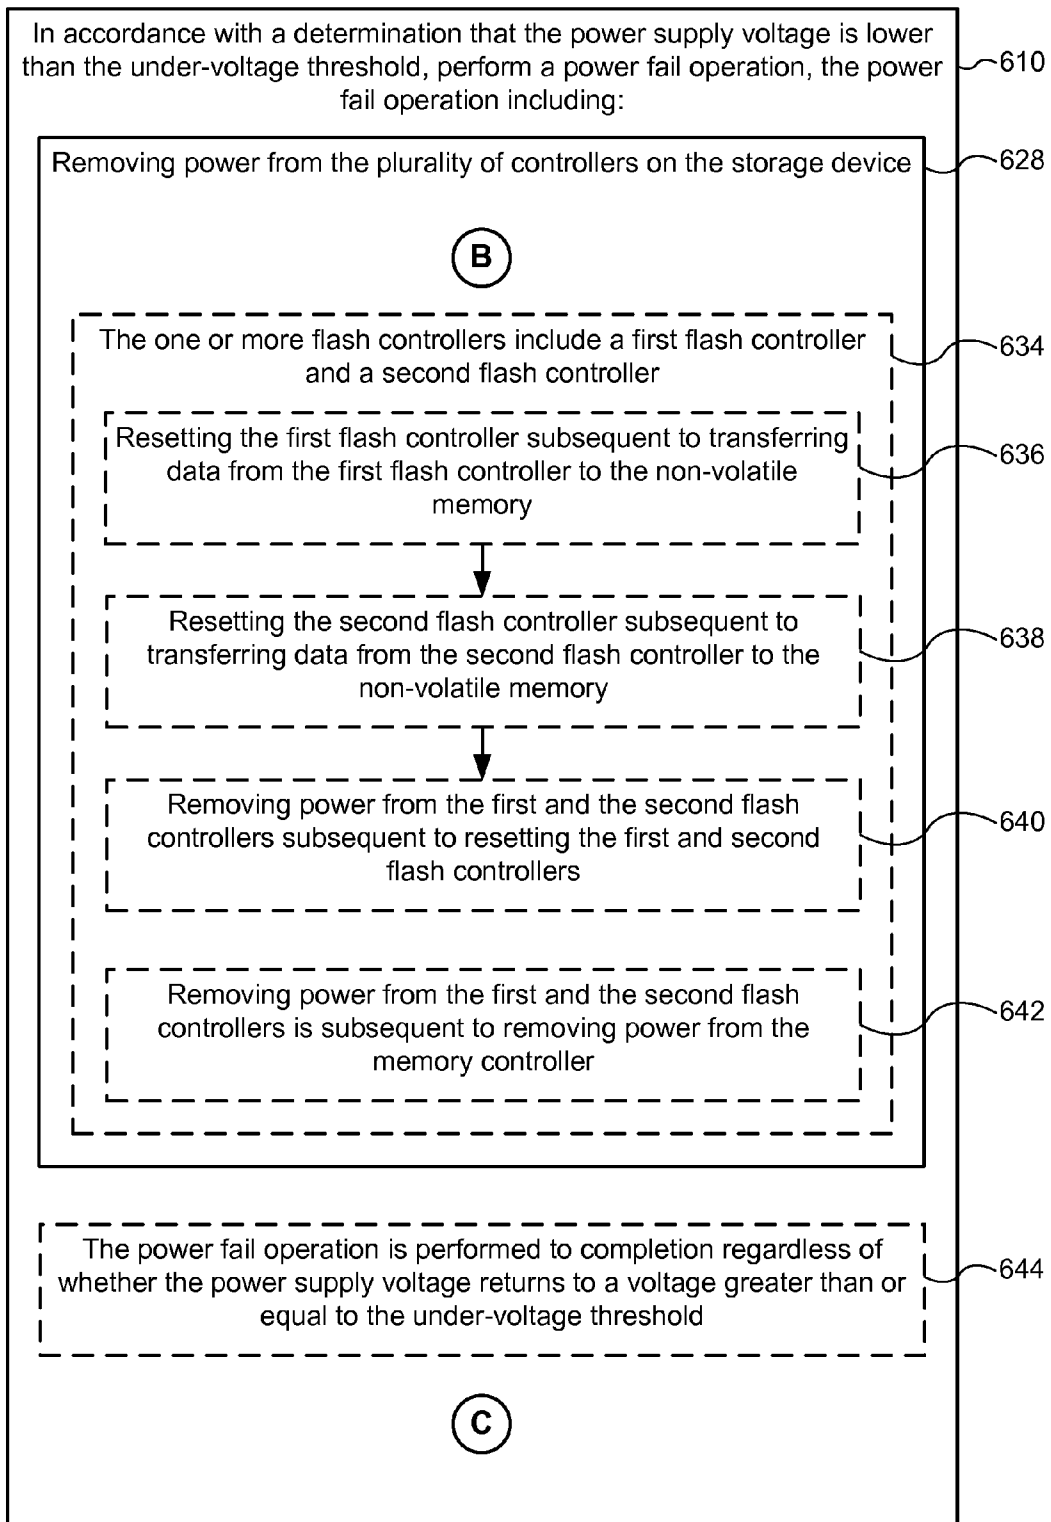 In accordance with a determination that the power supply voltage is lower
than the under-voltage threshold, perform a power fail operation, the power
fail operation including:
610
Removing power from the plurality of controllers on the storage device
628
B
The one or more flash controllers include a first flash controller
and a second flash controller
634
Resetting the first flash controller subsequent to transferring
data from the first flash controller to the non-volatile
memory
636
Resetting the second flash controller subsequent to
transferring data from the second flash controller to the
non-volatile memory
638
Removing power from the first and the second flash
controllers subsequent to resetting the first and second
flash controllers
640
Removing power from the first and the second flash
controllers is subsequent to removing power from the
memory controller
642
The power fail operation is performed to completion regardless of
whether the power supply voltage returns to a voltage greater than or
equal to the under-voltage threshold
644
C